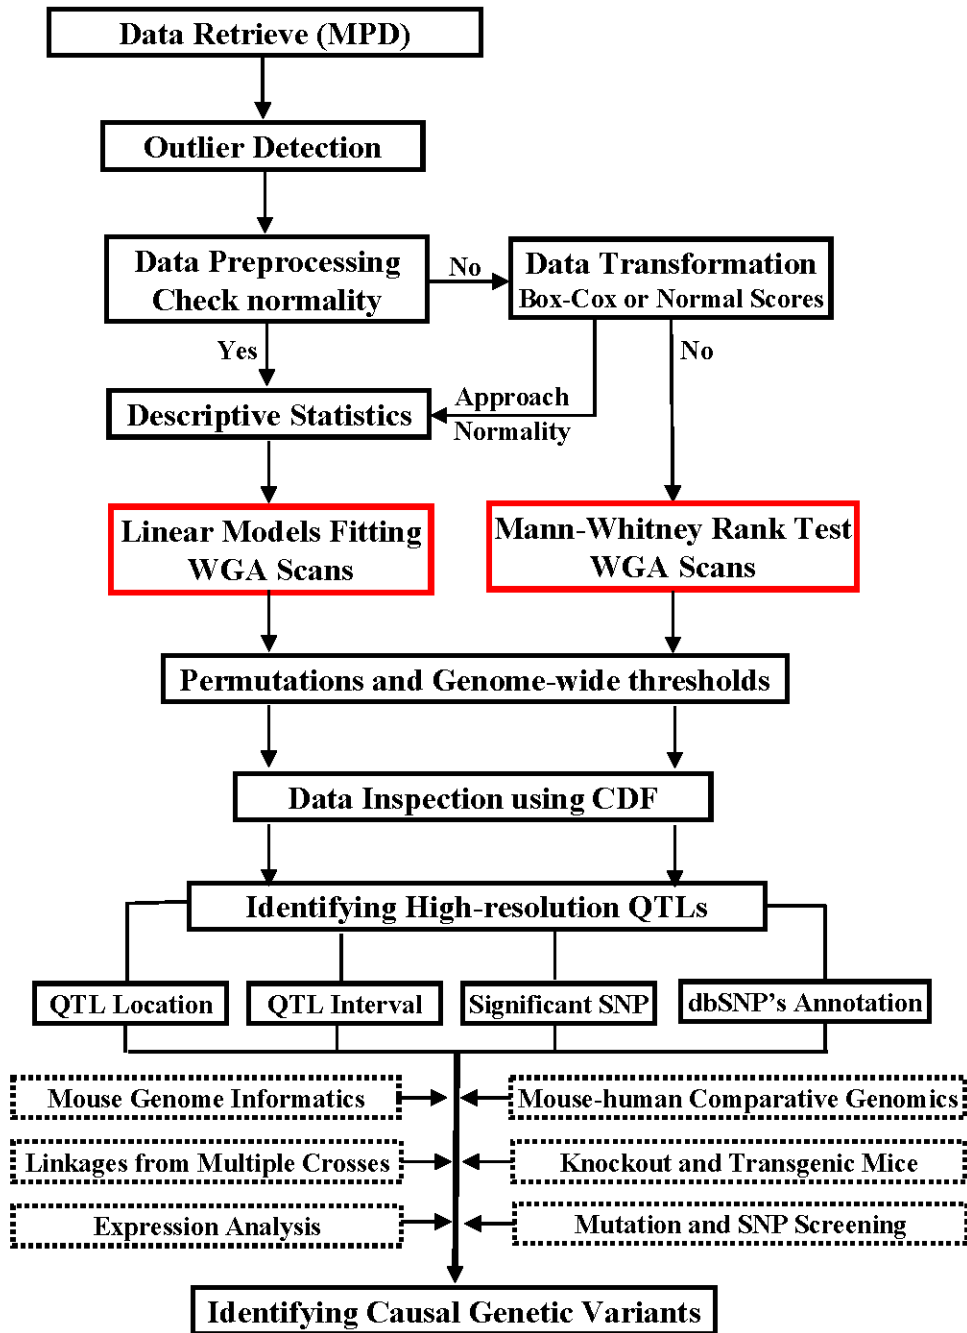 Data Retrieve (MPD)
Outlier Detection
Data Preprocessing
Check normality
No
Data Transformation
Box-Cox or Normal Scores
Yes
No
Descriptive Statistics
Approach
Normality
Linear Models Fitting
WGA Scans
Mann-Whitney Rank Test
WGA Scans
Permutations and Genome-wide thresholds
Data Inspection using CDF
Identifying High-resolution QTLs
QTL Location
QTL Interval
Significant SNP
dbSNP's Annotation
Mouse Genome Informatics
Mouse-human Comparative Genomics
Linkages from Multiple Crosses
Knockout and Transgenic Mice
Expression Analysis
Mutation and SNP Screening
Identifying Causal Genetic Variants